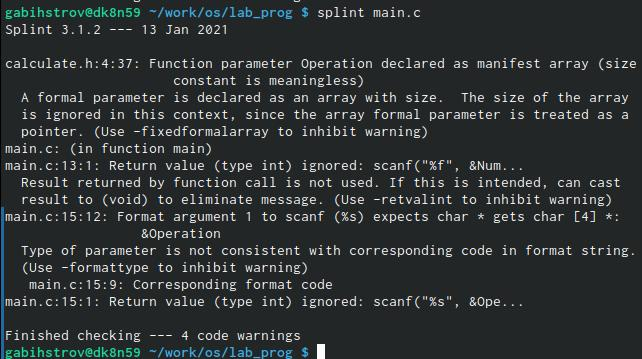 gabihstrov@dk8n59 ~/work/os/lab_prog $ splint main.c
Splint 3.1.2 --- 13 Jan 2021

calculate.h:4:37: Function parameter Operation declared as manifest array (size
                     constant is meaningless)
  A formal parameter is declared as an array with size.  The size of the array
  is ignored in this context, since the array formal parameter is treated as a
  pointer. (Use -fixedformalarray to inhibit warning)
main.c: (in function main)
main.c:13:1: Return value (type int) ignored: scanf("%f", &Num...
  Result returned by function call is not used. If this is intended, can cast
  result to (void) to eliminate message. (Use -retvalint to inhibit warning)
main.c:15:12: Format argument 1 to scanf (%s) expects char * gets char [4] *:
                 &Operation
  Type of parameter is not consistent with corresponding code in format string.
  (Use -formattype to inhibit warning)
   main.c:15:9: Corresponding format code
main.c:15:1: Return value (type int) ignored: scanf("%s", &Ope...

Finished checking --- 4 code warnings
gabihstrov@dk8n59 ~/work/os/lab_prog $